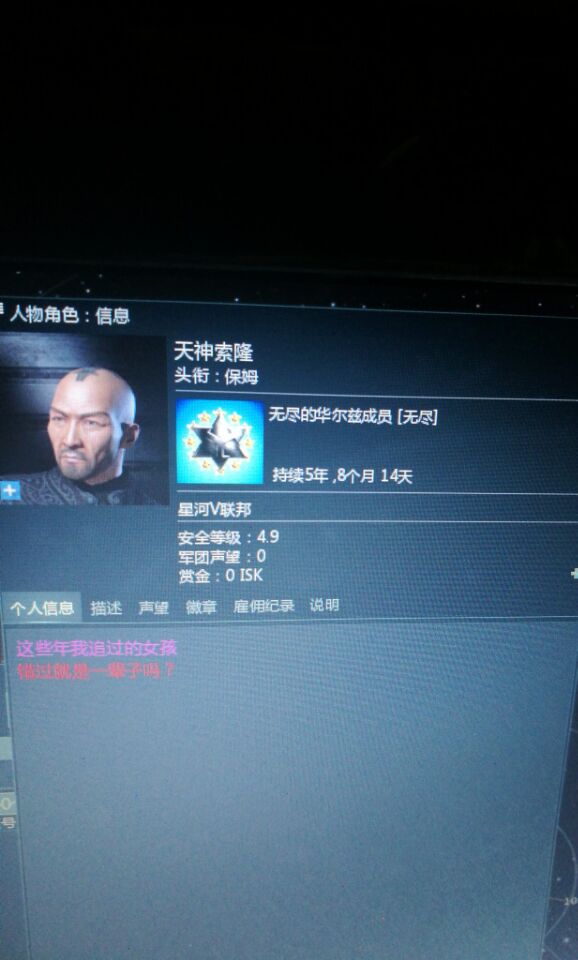 人物角色：信息
天神索隆
头衔：保姆
无尽的华尔兹成员 [无尽]
持续5年 ,8个月 14天
星河V联邦
安全等级：4.9
军团声望：0
赏金：0 ISK
个人信息 描述 声望 徽章 雇佣纪录 说明
这些年我追过的女孩
错过就是一辈子吗？
号